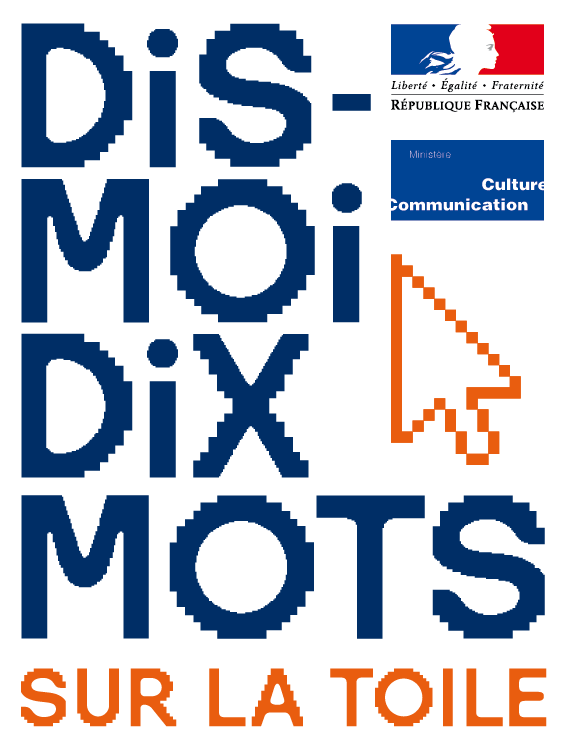 DiS-
MOi
DiX
MOTS
SUR LA TOILE
Liberté • Égalité • Fraternité
RÉPUBLIQUE FRANÇAISE
Ministère
Culture
Communication